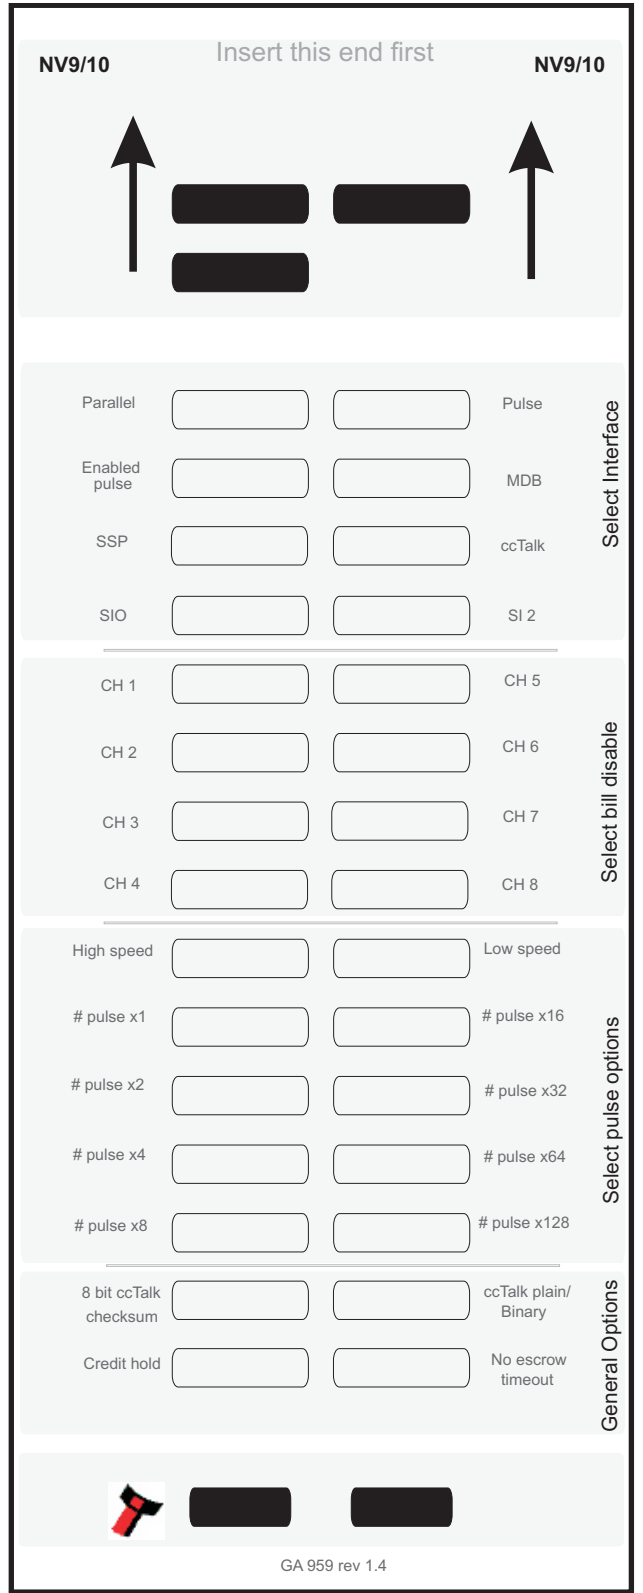 Insert this end first
NV9/10
NV9/10
Select Interface
Parallel
Pulse
Enabled
pulse
MDB
SSP
ccTalk
SIO
SI 2
Select bill disable
CH 1
CH 5
CH 2
CH 6
CH 3
CH 7
CH 4
CH 8
Select pulse options
High speed
Low speed
# pulse x1
# pulse x16
# pulse x2
# pulse x32
# pulse x4
# pulse x64
# pulse x8
# pulse x128
General Options
8 bit ccTalk
checksum
ccTalk plain/
Binary
Credit hold
No escrow
timeout
GA 959 rev 1.4